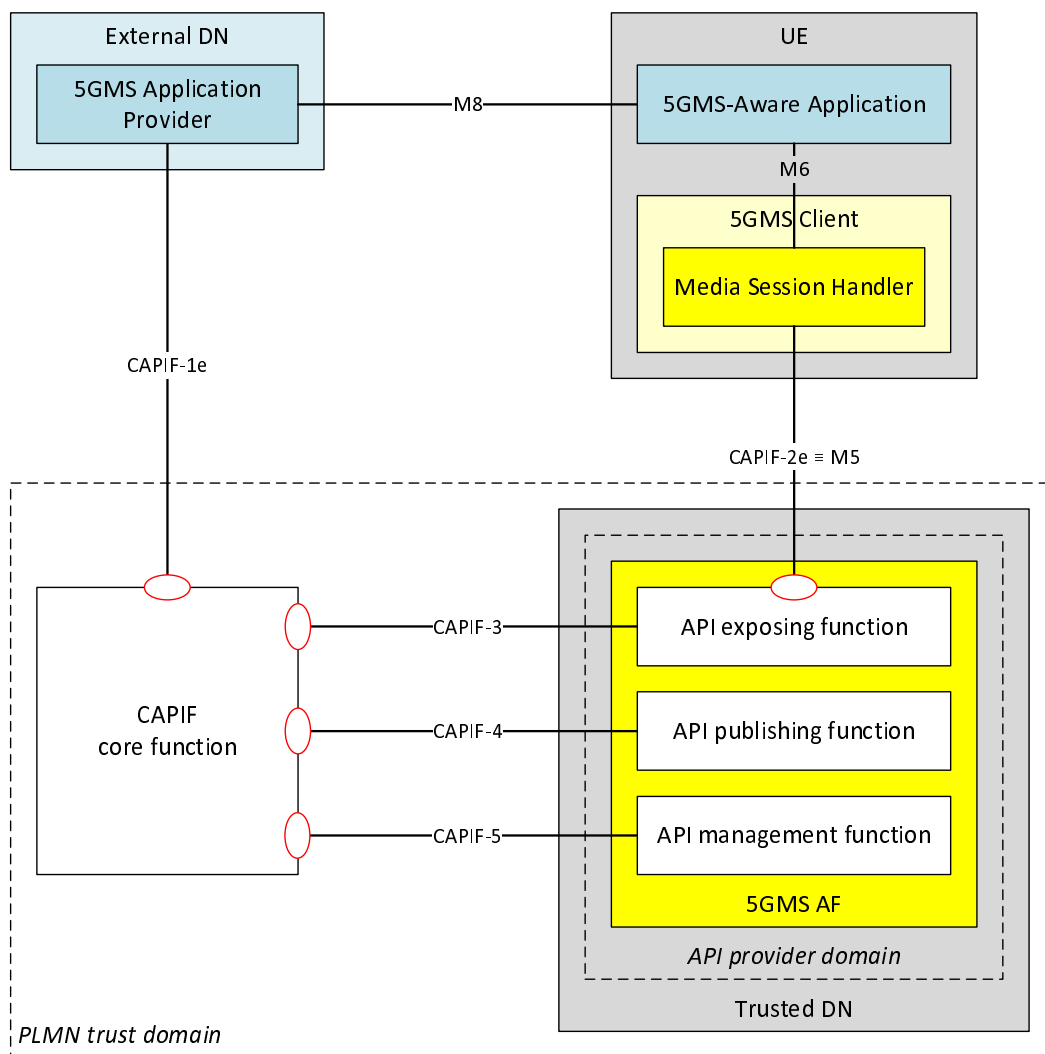 External DN
5GMS Application
Provider
M8
UE
5GMS-Aware Application
M6
5GMS Client
Media Session Handler
CAPIF-1e
CAPIF-2e ≡ M5
CAPIF
core function
CAPIF-3
API exposing function
CAPIF-4
API publishing function
CAPIF-5
API management function
5GMS AF
API provider domain
Trusted DN
PLMN trust domain